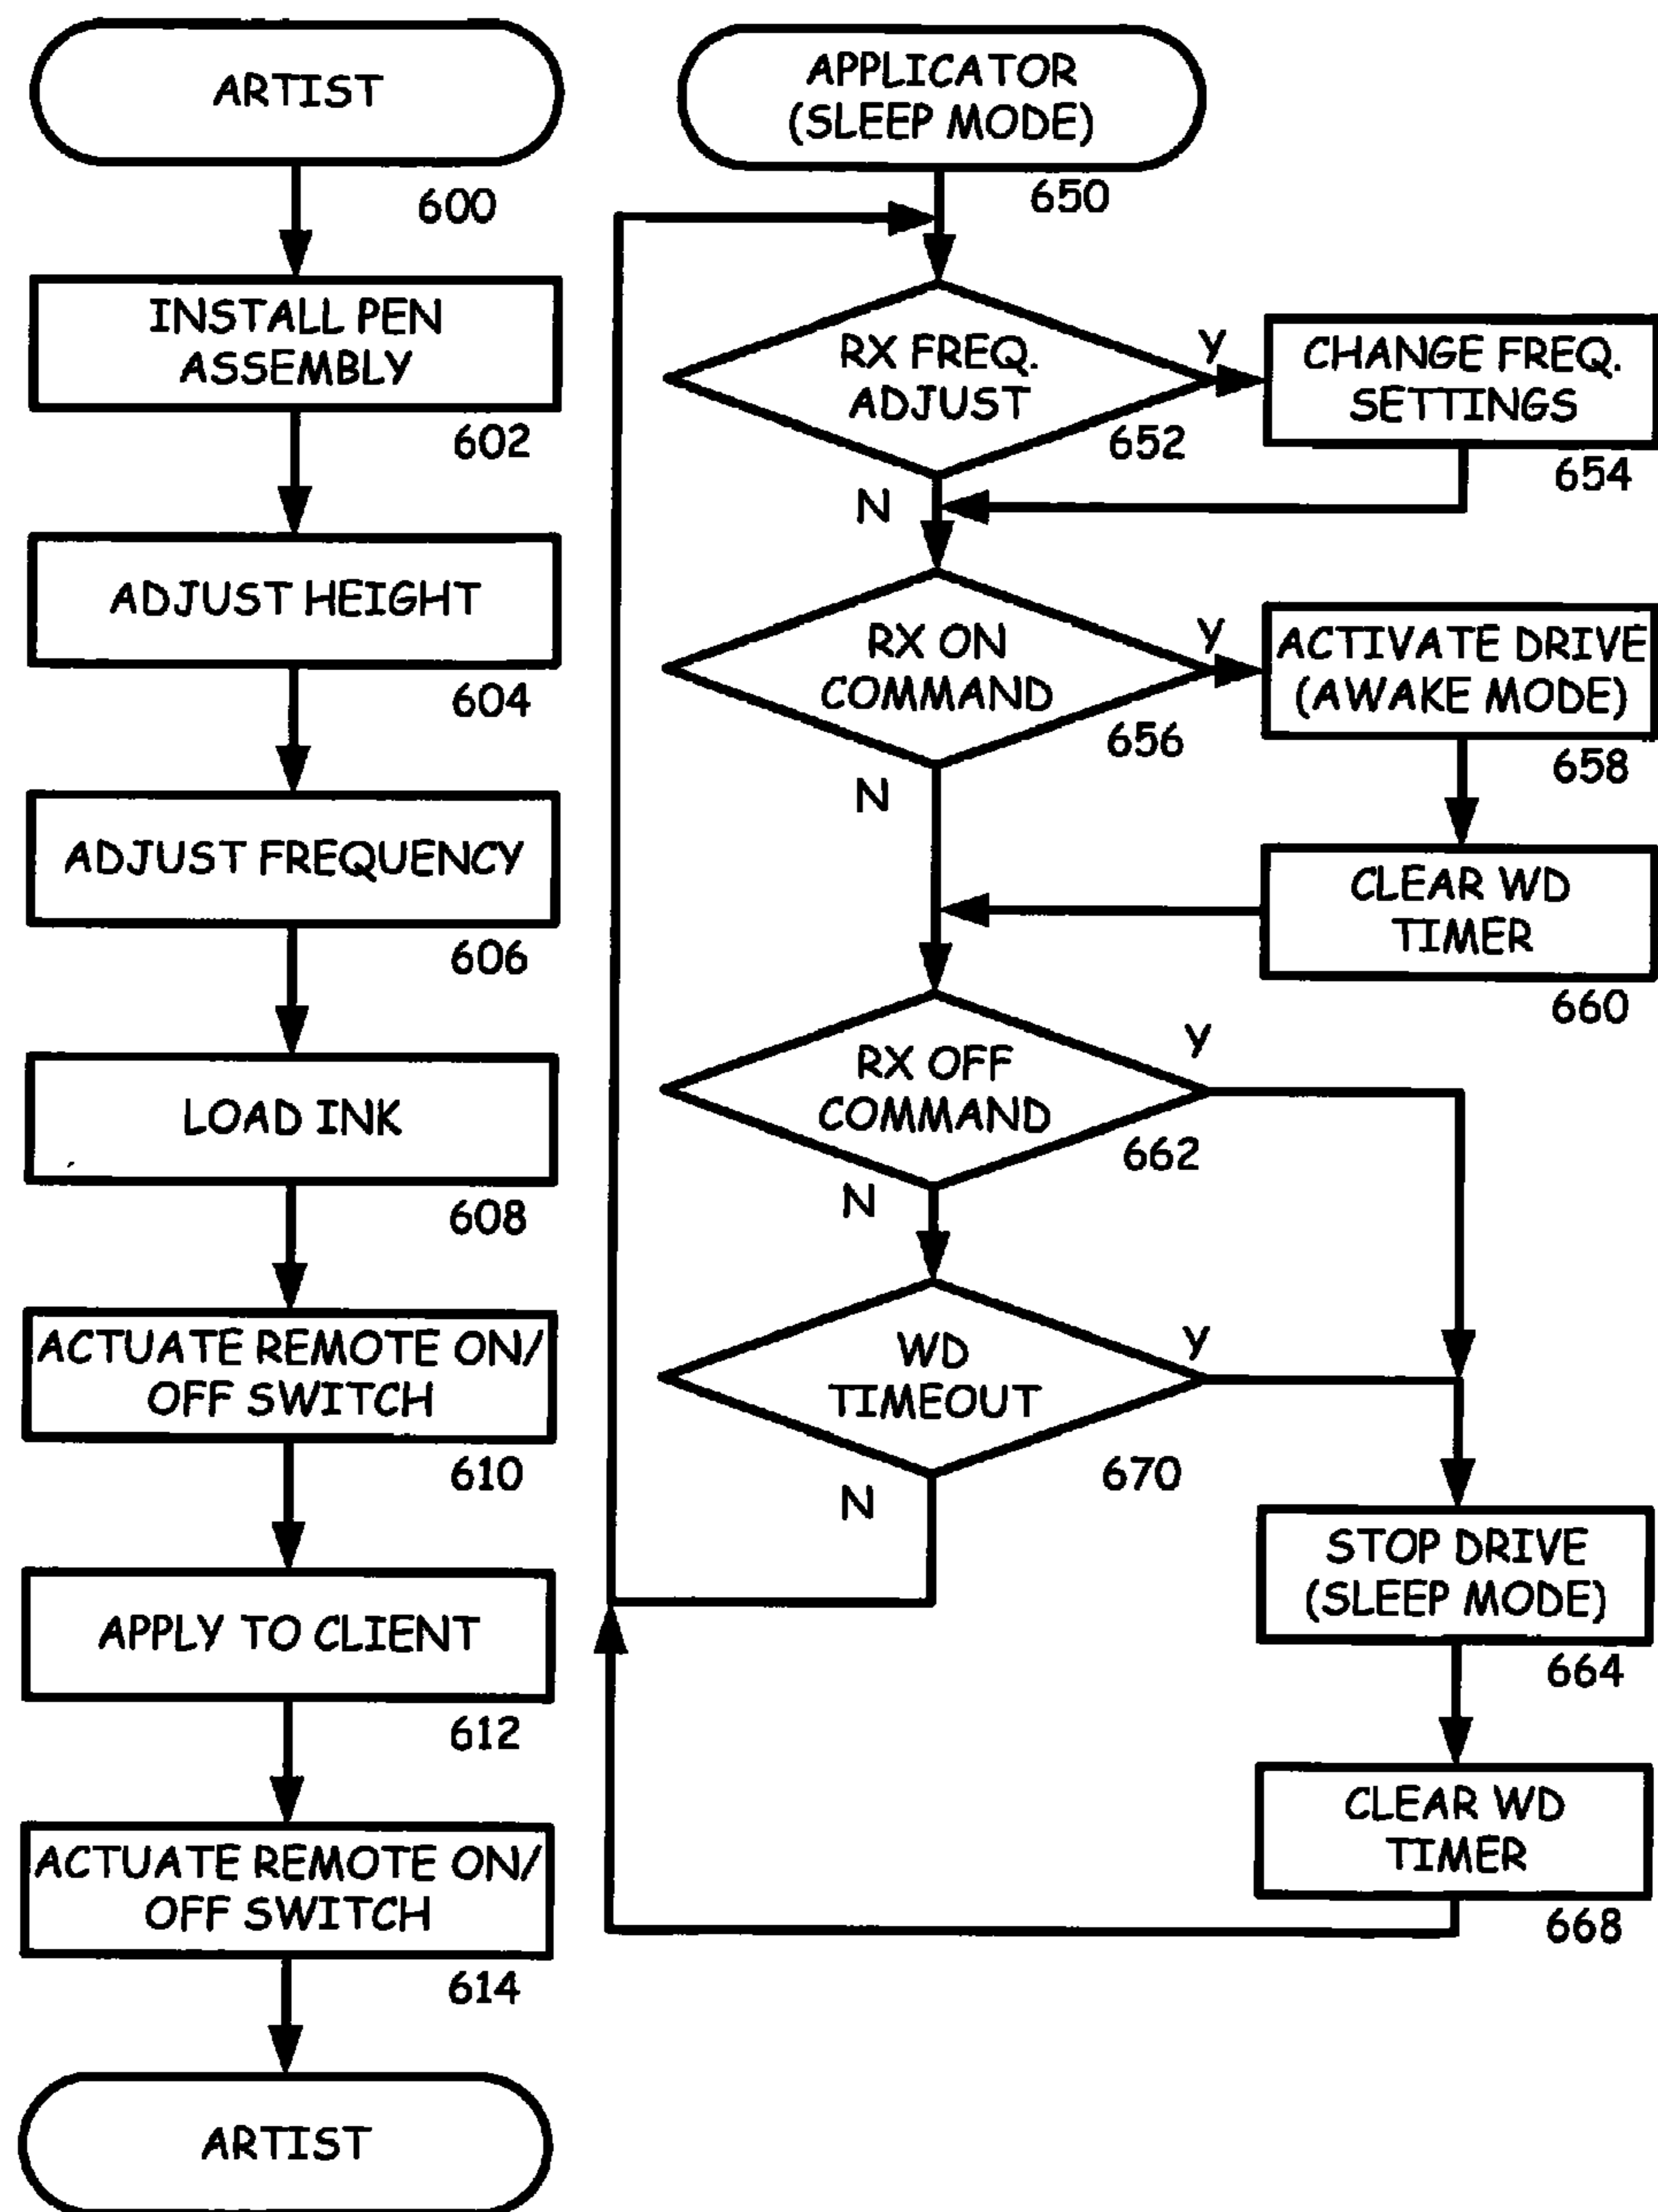 ARTIST
600
INSTALL PEN
ASSEMBLY
602
ADJUST HEIGHT
604
ADJUST FREQUENCY
606
LOAD INK
608
ACTUATE REMOTE ON/
OFF SWITCH
610
APPLY TO CLIENT
612
ACTUATE REMOTE ON/
OFF SWITCH
614
ARTIST
APPLICATOR
(SLEEP MODE)
650
RX FREQ.
ADJUST
652
Y
N
CHANGE FREQ.
SETTINGS
654
RX ON
COMMAND
656
Y
N
ACTIVATE DRIVE
(AWAKE MODE)
658
CLEAR WD
TIMER
660
RX OFF
COMMAND
662
Y
N
WD
TIMEOUT
670
Y
N
STOP DRIVE
(SLEEP MODE)
664
CLEAR WD
TIMER
668